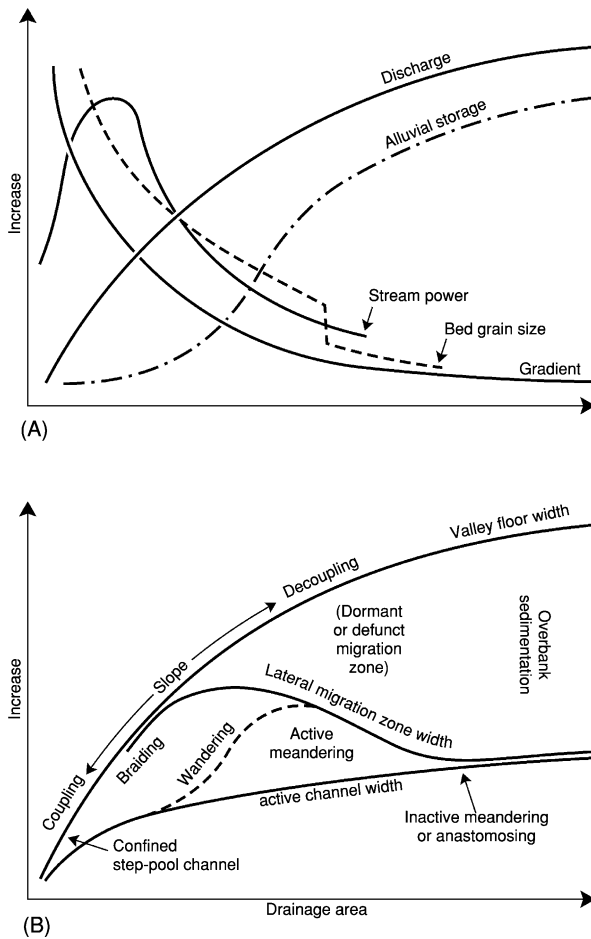 Discharge
Alluvial storage
Increase
Stream power
Bed grain size
Gradient
(A)
Valley floor width
Decoupling
(Dormant
or defunct
migration
zone)
Overbank
sedimentation
Slope
Increase
Lateral migration zone width
Braiding
Wandering
Active
meandering
Coupling
active channel width
Confined
step-pool channel
Inactive meandering
or anastomosing
Drainage area
(B)